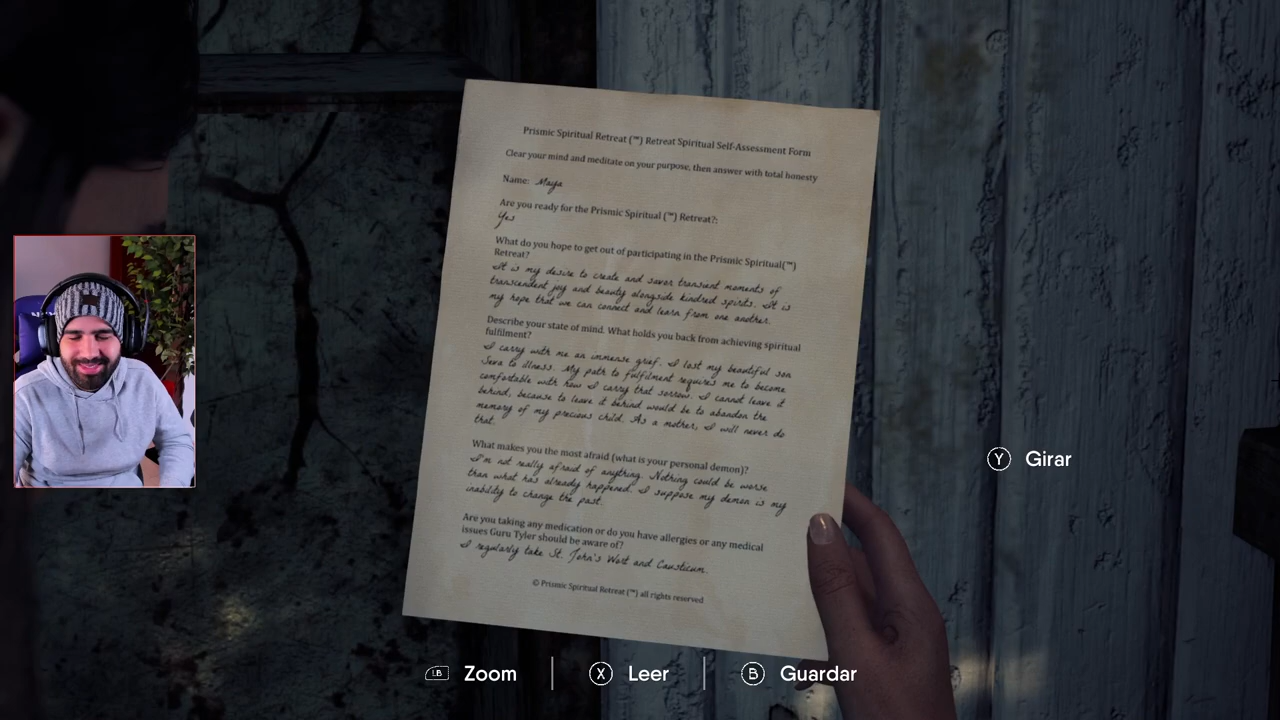 Prismic Spiritual Retreat (™) Retreat Spiritual Self-Assessment Form
Clear your mind and meditate on your purpose, then answer with total honesty
Name: Maya
Are you ready for the Prismic Spiritual (™) Retreat?:
Yes
What do you hope to get out of participating in the Prismic Spiritual(™)
Retreat?
It is my desire to create and savor transient moments of
transcendent joy and beauty alongside kindred spirits. It is
my hope that we can connect and learn from one another.
Describe your state of mind. What holds you back from achieving spiritual
fulfilment?
I carry with me an immense grief. I lost my beautiful son
Seva to illness. My path to fulfilment requires me to become
comfortable with how I carry that sorrow. I cannot leave it
behind, because to leave it behind would be to abandon the
memory of my precious child. As a mother, I will never do
that.
What makes you the most afraid (what is your personal demon)?
I'm not really afraid of anything. Nothing could be worse
than what has already happened. I suppose my demon is my
inability to change the past.
Are you taking any medication or do you have allergies or any medical
issues Guru Tyler should be aware of?
I regularly take St. John's Wort and Causticum.
© Prismic Spiritual Retreat (™) all rights reserved
Y Girar
LB Zoom X Leer B Guardar